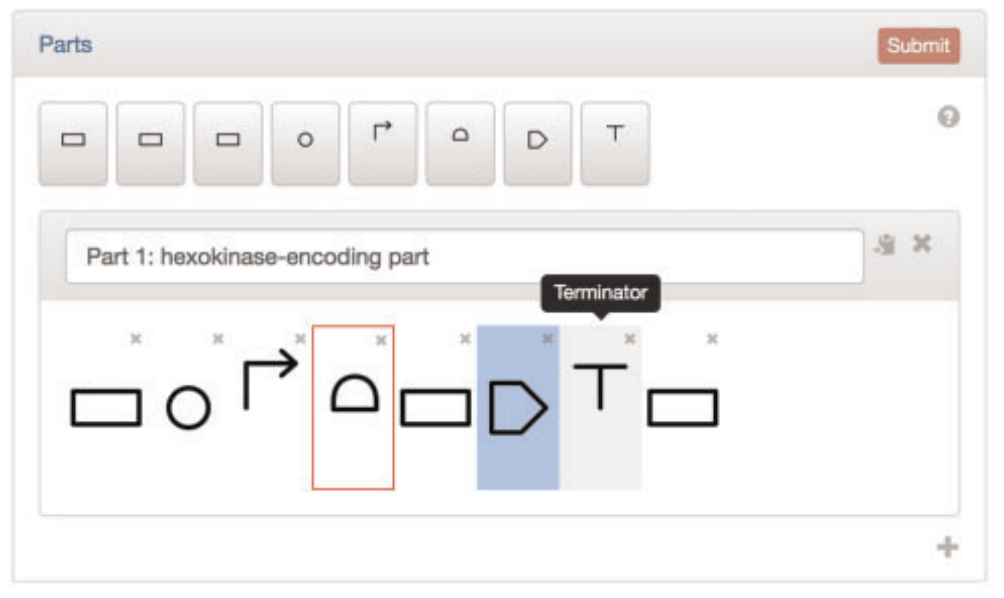 Parts
Submit
Part 1: hexokinase-encoding part
Terminator